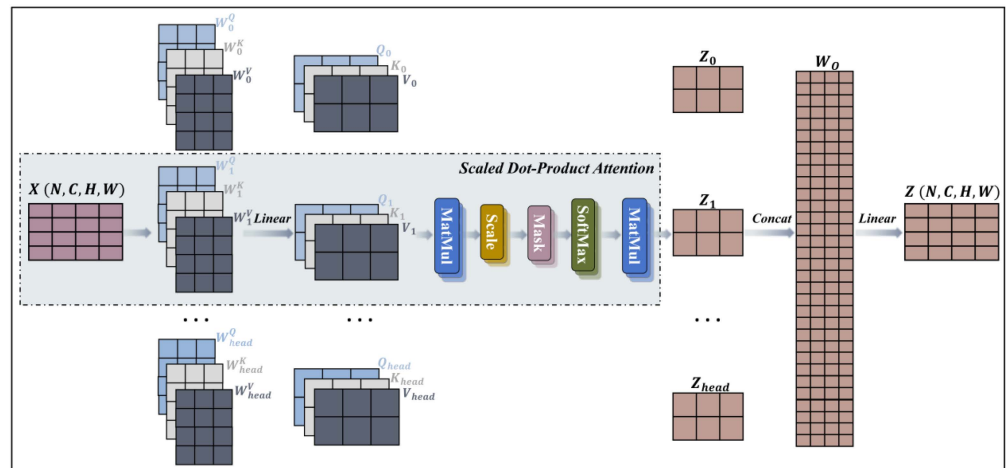 W_0^Q
W_0^K
W_0^V
Q_0
K_0
V_0
Z_0
W_O
Scaled Dot-Product Attention
X (N, C, H, W)
W_1^Q
W_1^K
W_1^V
Linear
Q_1
K_1
V_1
MatMul
Scale
Mask
SoftMax
MatMul
Z_1
Concat
Linear
Z (N, C, H, W)
...
...
...
W_head^Q
W_head^K
W_head^V
Q_head
K_head
V_head
Z_head